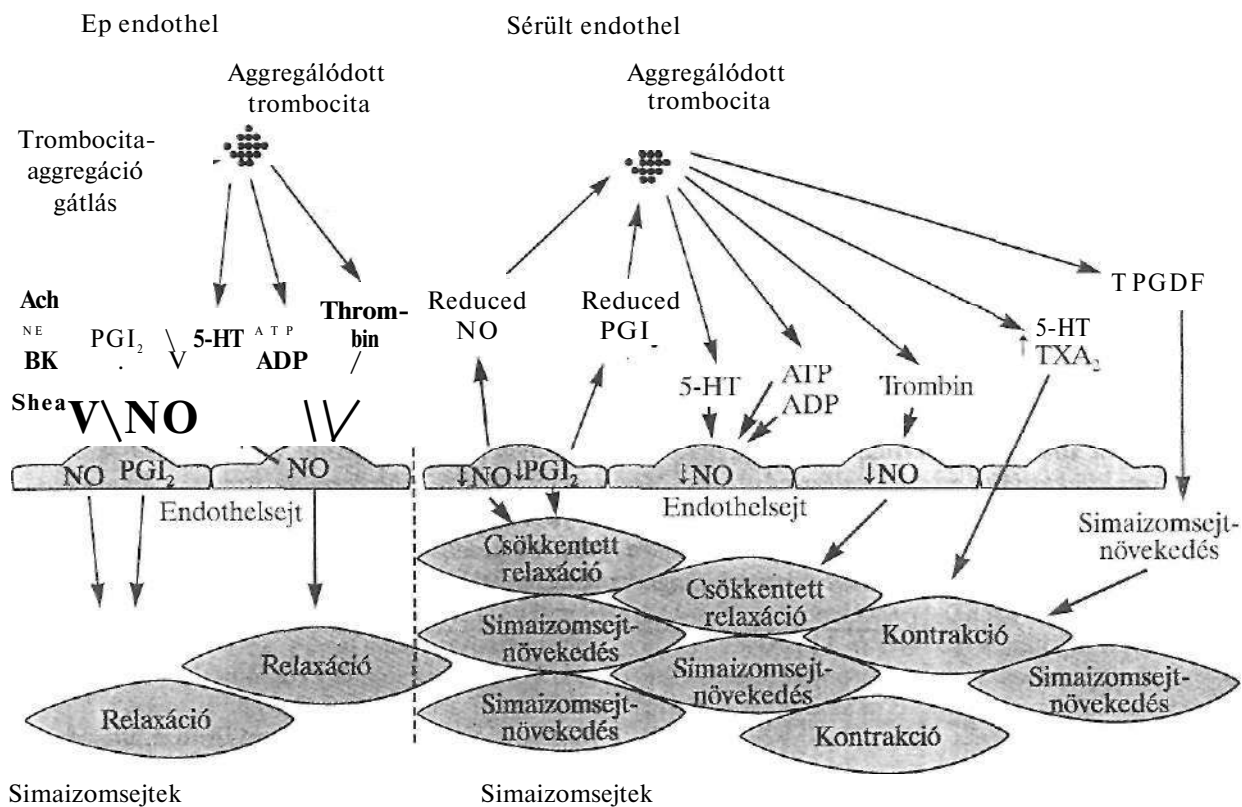 Ep endothel
Sérült endothel
Aggregálódott
trombocita
Aggregálódott
trombocita
Trombocita-
aggregáció
gátlás
Ach
NE
BK
Shea
PGI2
V
5-HT
ATP
ADP
Throm-
bin
V\NO
Reduced
NO
Reduced
PGI
5-HT
ATP
ADP
Trombin
5-HT
↑TXA2
TPGDF
NO PGI2
NO
Endothelsejt
↓NO ↓PGI2
↓NO
↓NO
Endothelsejt
Simaizomsejt-
növekedés
Relaxáció
Relaxáció
Csökkentett
relaxáció
Csökkentett
relaxáció
Simaizomsejt-
növekedés
Simaizomsejt-
növekedés
Simaizomsejt-
növekedés
Kontrakció
Kontrakció
Simaizomsejt-
növekedés
Simaizomsejtek
Simaizomsejtek